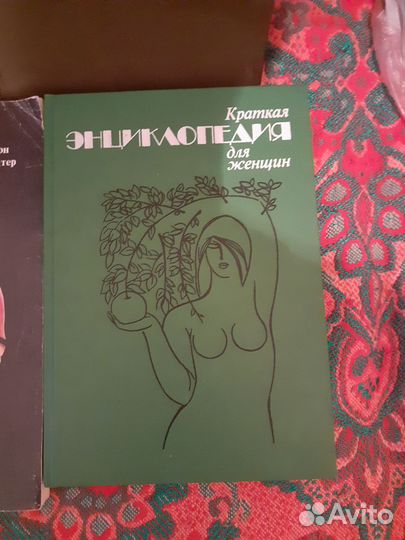 Краткая
ЭНЦИКЛОПЕДИЯ
для
женщин
он
тер
Avito